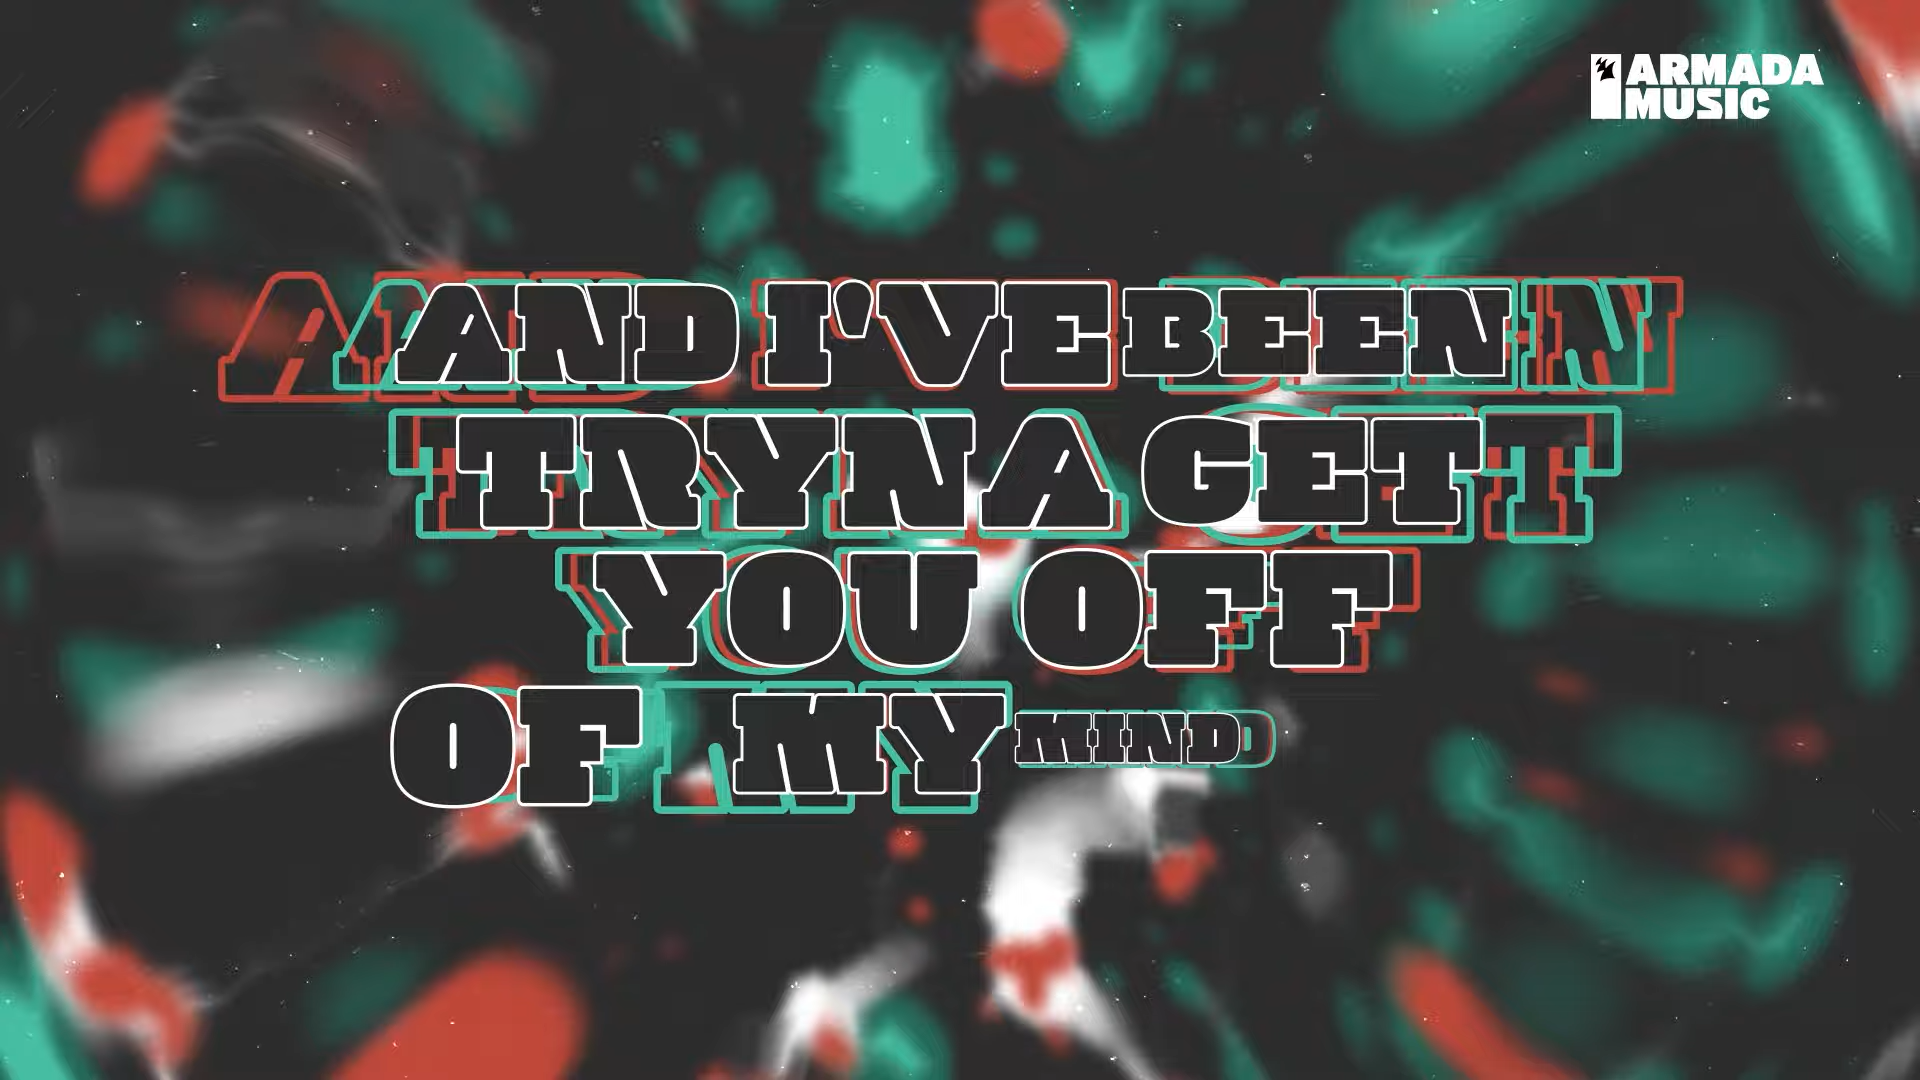 ARMADA
MUSIC
AND I'VE BEEN
TRYNA GET
YOU OFF
OF MY MIND